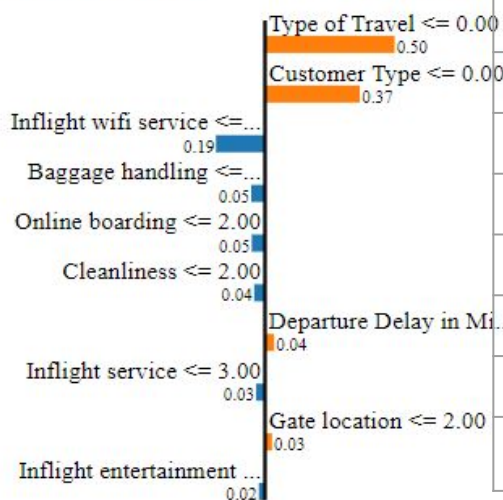 Type of Travel <= 0.00
0.50
Customer Type <= 0.00
0.37
Inflight wifi service <=...
0.19
Baggage handling <=...
0.05
Online boarding <= 2.00
0.05
Cleanliness <= 2.00
0.04
Departure Delay in Mi..
0.04
Inflight service <= 3.00
0.03
Gate location <= 2.00
0.03
Inflight entertainment ...
0.02